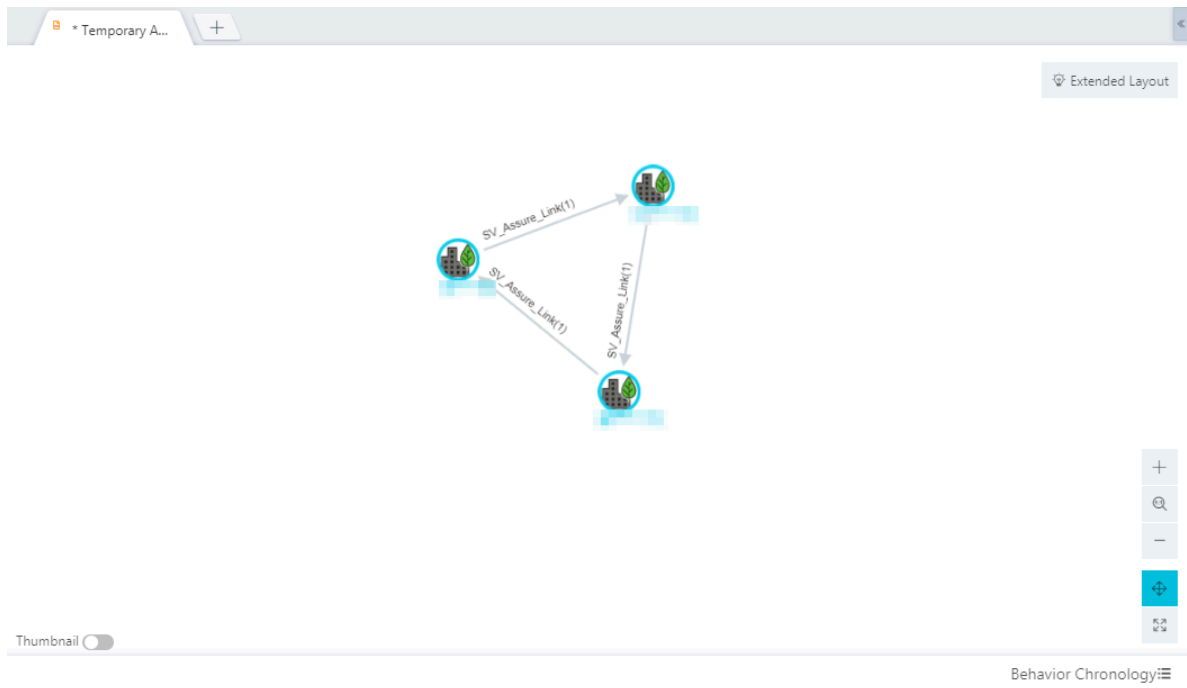 * Temporary A...
Extended Layout
SV_Assure_Link(1)
SV_Assure_Link(1)
SV_Assure_Link(1)
Thumbnail
Behavior Chronology